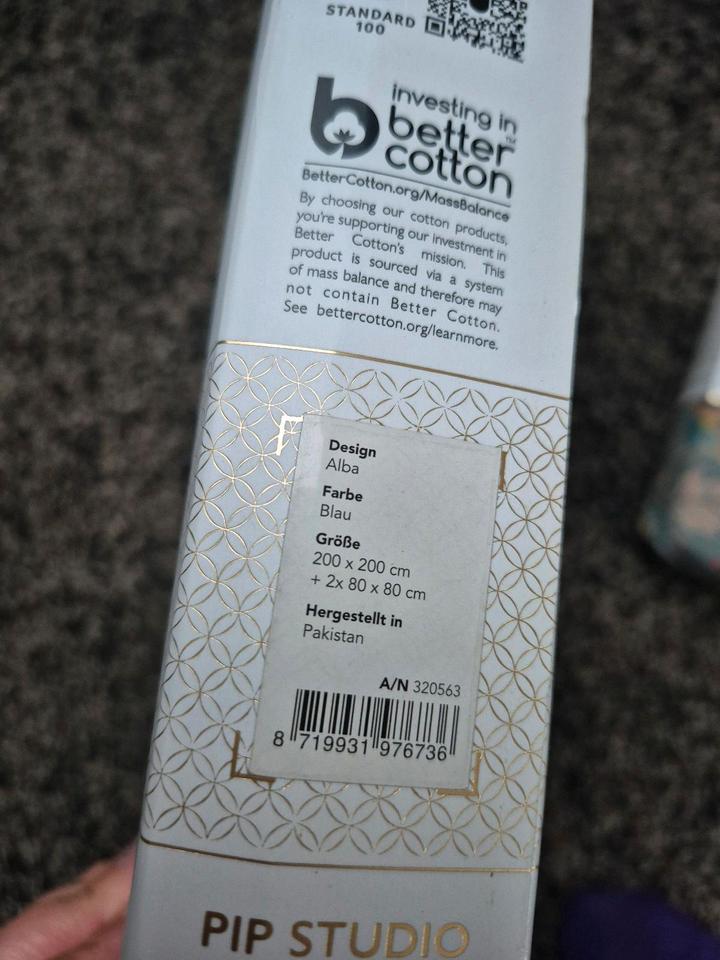 STANDARD
100
investing in
better
cotton
TM
BetterCotton.org/MassBalance
By choosing our cotton products,
you're supporting our investment in
Better Cotton's mission. This
product is sourced via a system
of mass balance and therefore may
not contain Better Cotton.
See bettercotton.org/learnmore.
Design
Alba
Farbe
Blau
Größe
200 x 200 cm
+ 2x 80 x 80 cm
Hergestellt in
Pakistan
A/N 320563
8 719931 976736
PIP STUDIO